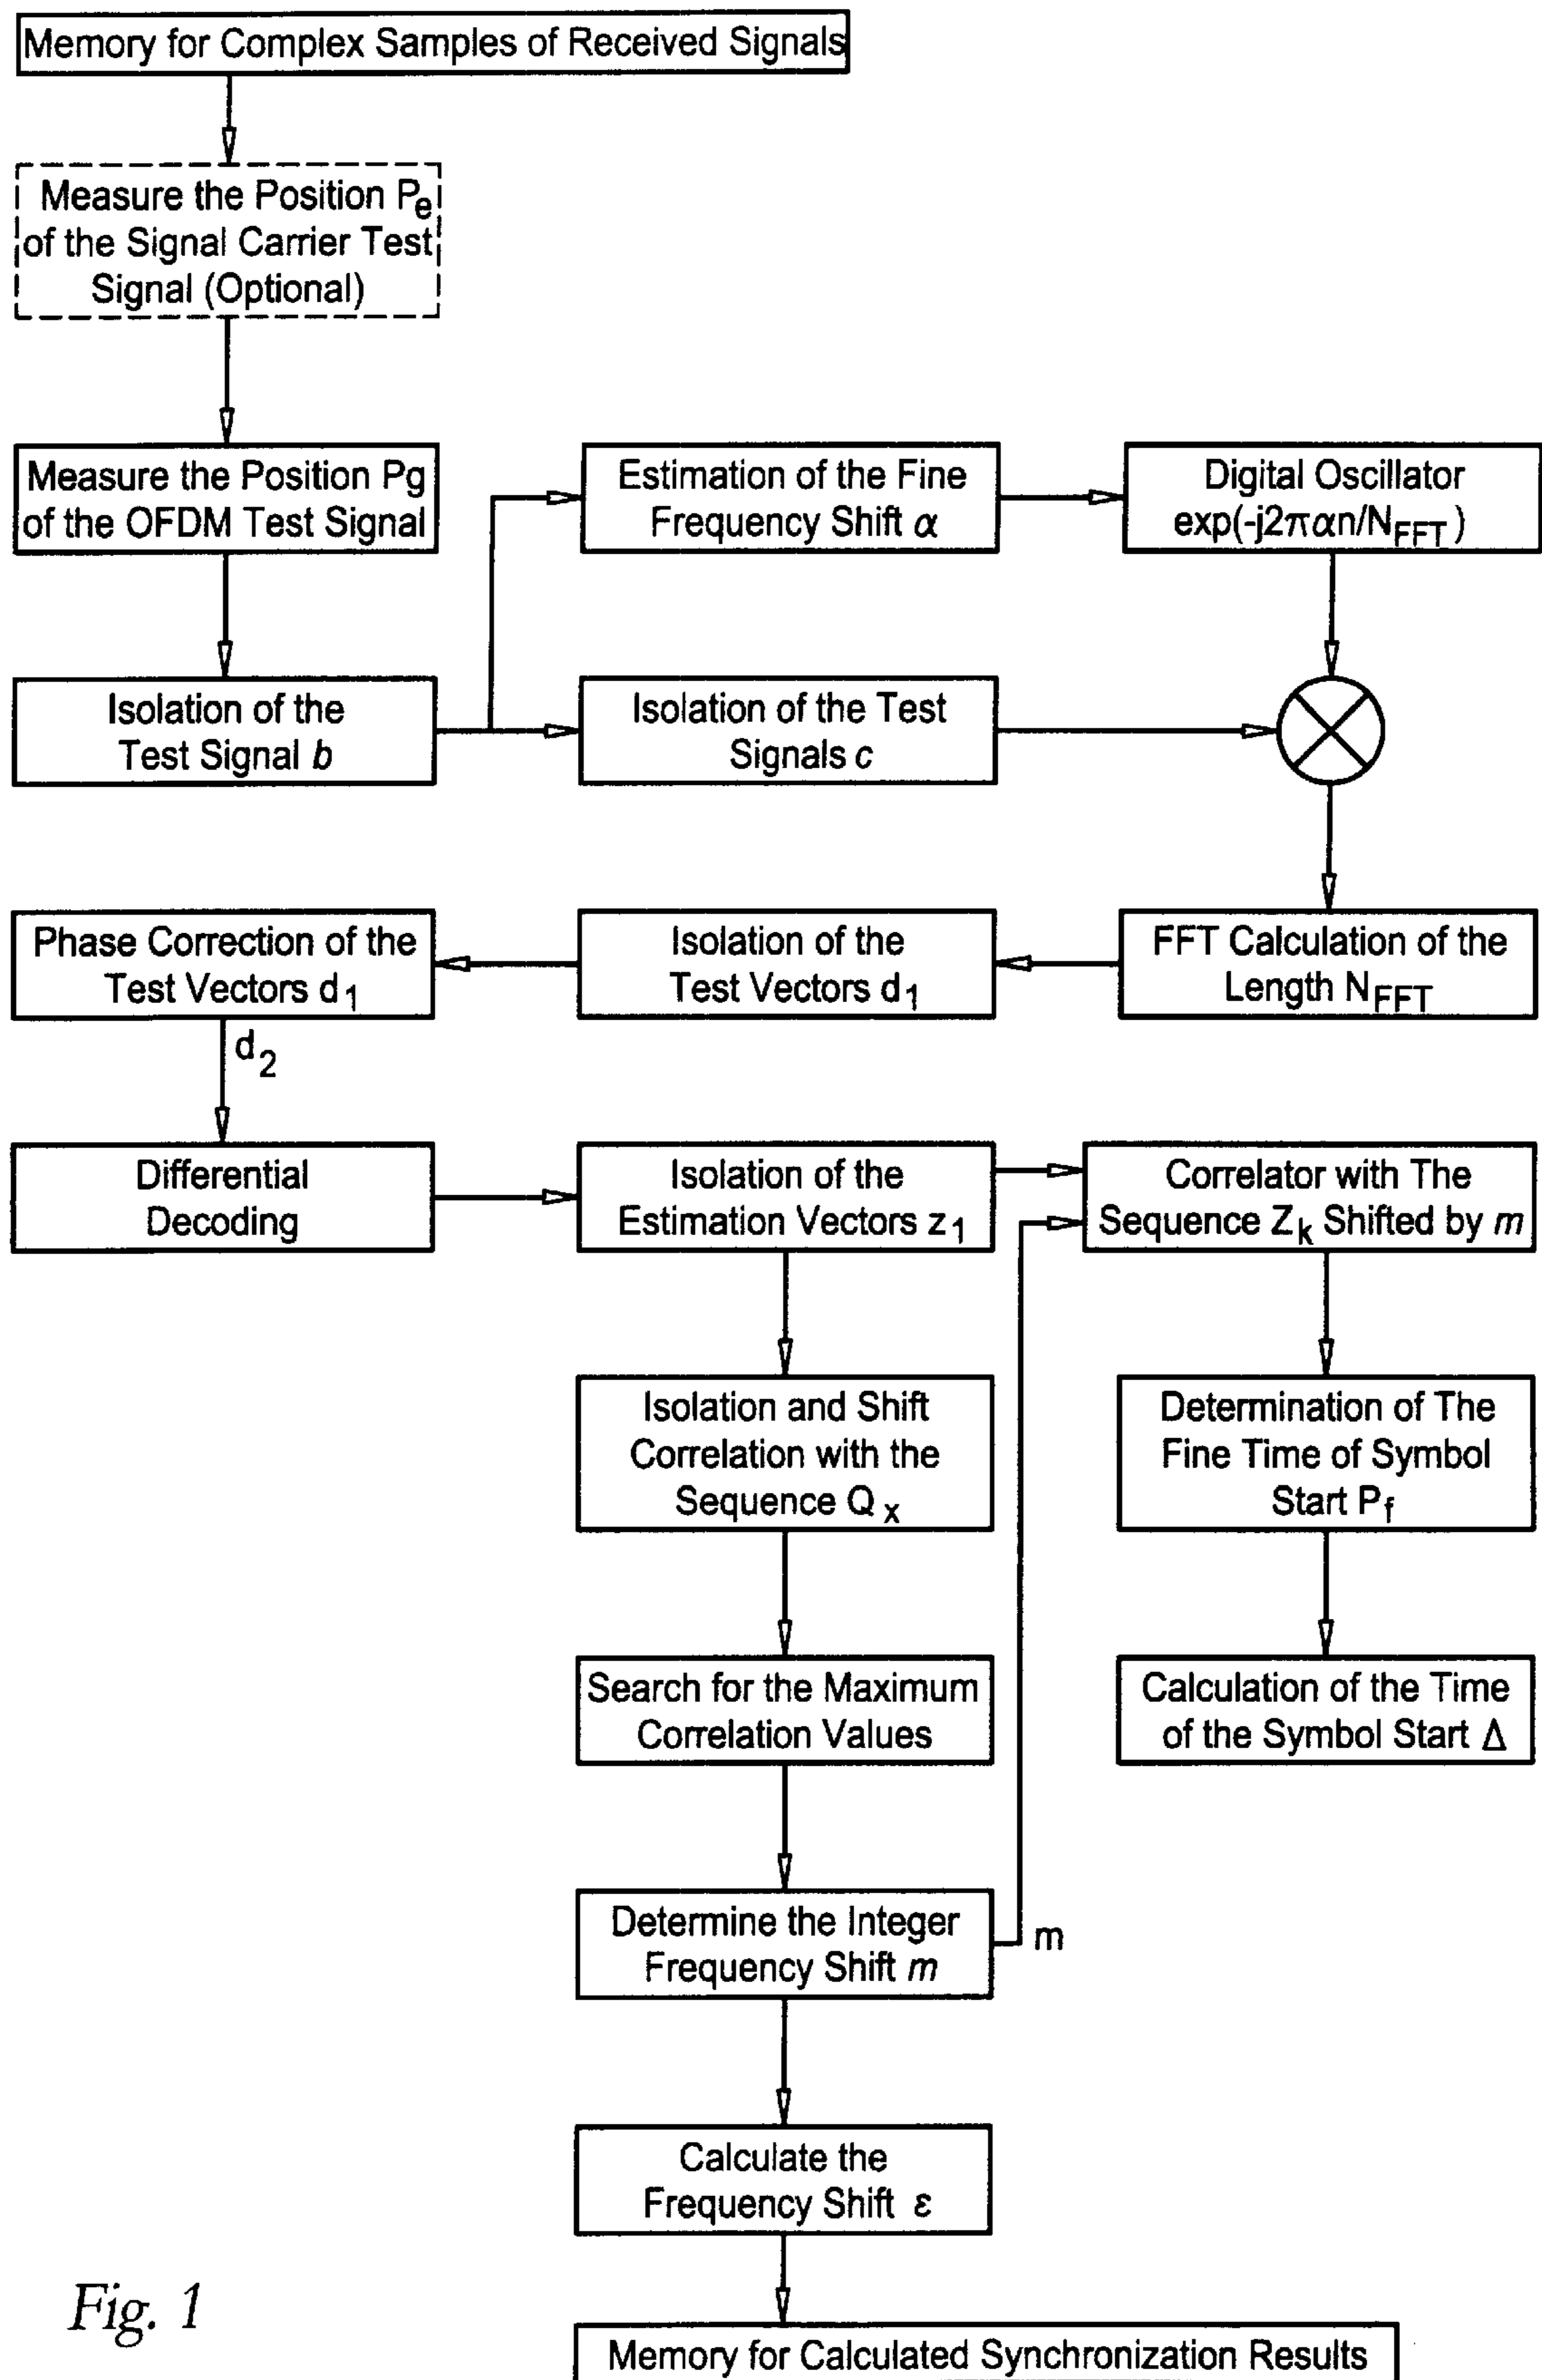 Memory for Complex Samples of Received Signals
Measure the Position Pe
of the Signal Carrier Test
Signal (Optional)
Measure the Position Pg
of the OFDM Test Signal
Estimation of the Fine
Frequency Shift α
Digital Oscillator
exp(-j2παn/NFFT)
Isolation of the
Test Signal b
Isolation of the Test
Signals c
Phase Correction of the
Test Vectors d1
Isolation of the
Test Vectors d1
FFT Calculation of the
Length NFFT
d2
Differential
Decoding
Isolation of the
Estimation Vectors z1
Correlator with The
Sequence Zk Shifted by m
Isolation and Shift
Correlation with the
Sequence Qx
Determination of The
Fine Time of Symbol
Start Pf
Search for the Maximum
Correlation Values
Calculation of the Time
of the Symbol Start Δ
Determine the Integer
Frequency Shift m
m
Calculate the
Frequency Shift ε
Fig. 1
Memory for Calculated Synchronization Results